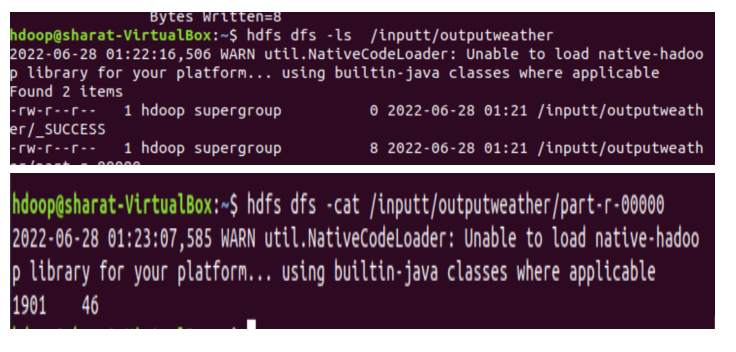 Bytes Written=8
hdoop@sharat-VirtualBox:~$ hdfs dfs -ls  /inputt/outputweather
2022-06-28 01:22:16,506 WARN util.NativeCodeLoader: Unable to load native-hadoo
p library for your platform... using builtin-java classes where applicable
Found 2 items
-rw-r--r--   1 hdoop supergroup          0 2022-06-28 01:21 /inputt/outputweath
er/_SUCCESS
-rw-r--r--   1 hdoop supergroup          8 2022-06-28 01:21 /inputt/outputweath
er/part-r-00000
hdoop@sharat-VirtualBox:~$ hdfs dfs -cat /inputt/outputweather/part-r-00000
2022-06-28 01:23:07,585 WARN util.NativeCodeLoader: Unable to load native-hadoo
p library for your platform... using builtin-java classes where applicable
1901    46